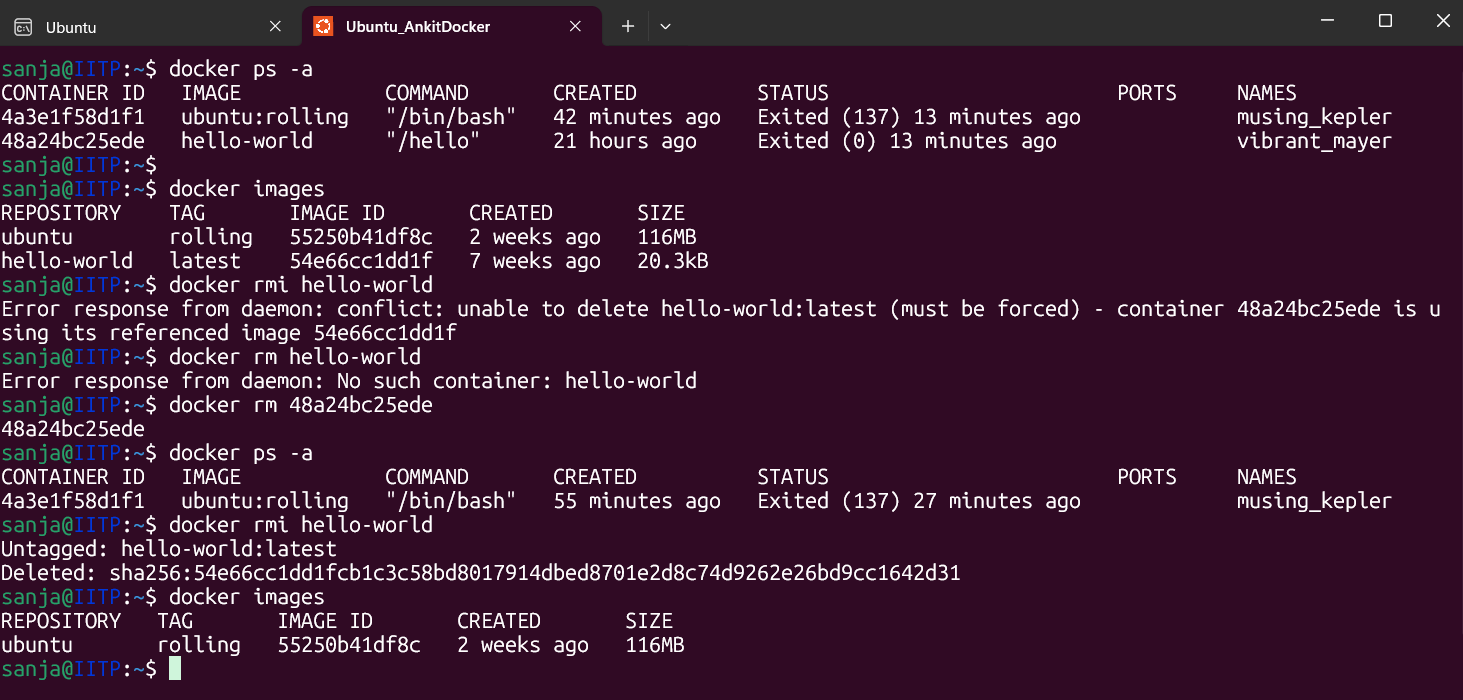 Ubuntu
Ubuntu_AnkitDocker
sanja@IITP:~$ docker ps -a
CONTAINER ID   IMAGE            COMMAND       CREATED          STATUS                        PORTS     NAMES
4a3e1f58d1f1   ubuntu:rolling   "/bin/bash"   42 minutes ago   Exited (137) 13 minutes ago             musing_kepler
48a24bc25ede   hello-world      "/hello"      21 hours ago     Exited (0) 13 minutes ago               vibrant_mayer
sanja@IITP:~$
sanja@IITP:~$ docker images
REPOSITORY    TAG       IMAGE ID       CREATED       SIZE
ubuntu        rolling   55250b41df8c   2 weeks ago   116MB
hello-world   latest    54e66cc1dd1f   7 weeks ago   20.3kB
sanja@IITP:~$ docker rmi hello-world
Error response from daemon: conflict: unable to delete hello-world:latest (must be forced) - container 48a24bc25ede is u
sing its referenced image 54e66cc1dd1f
sanja@IITP:~$ docker rm hello-world
Error response from daemon: No such container: hello-world
sanja@IITP:~$ docker rm 48a24bc25ede
48a24bc25ede
sanja@IITP:~$ docker ps -a
CONTAINER ID   IMAGE            COMMAND       CREATED          STATUS                        PORTS     NAMES
4a3e1f58d1f1   ubuntu:rolling   "/bin/bash"   55 minutes ago   Exited (137) 27 minutes ago             musing_kepler
sanja@IITP:~$ docker rmi hello-world
Untagged: hello-world:latest
Deleted: sha256:54e66cc1dd1fcb1c3c58bd8017914dbed8701e2d8c74d9262e26bd9cc1642d31
sanja@IITP:~$ docker images
REPOSITORY   TAG       IMAGE ID       CREATED       SIZE
ubuntu       rolling   55250b41df8c   2 weeks ago   116MB
sanja@IITP:~$